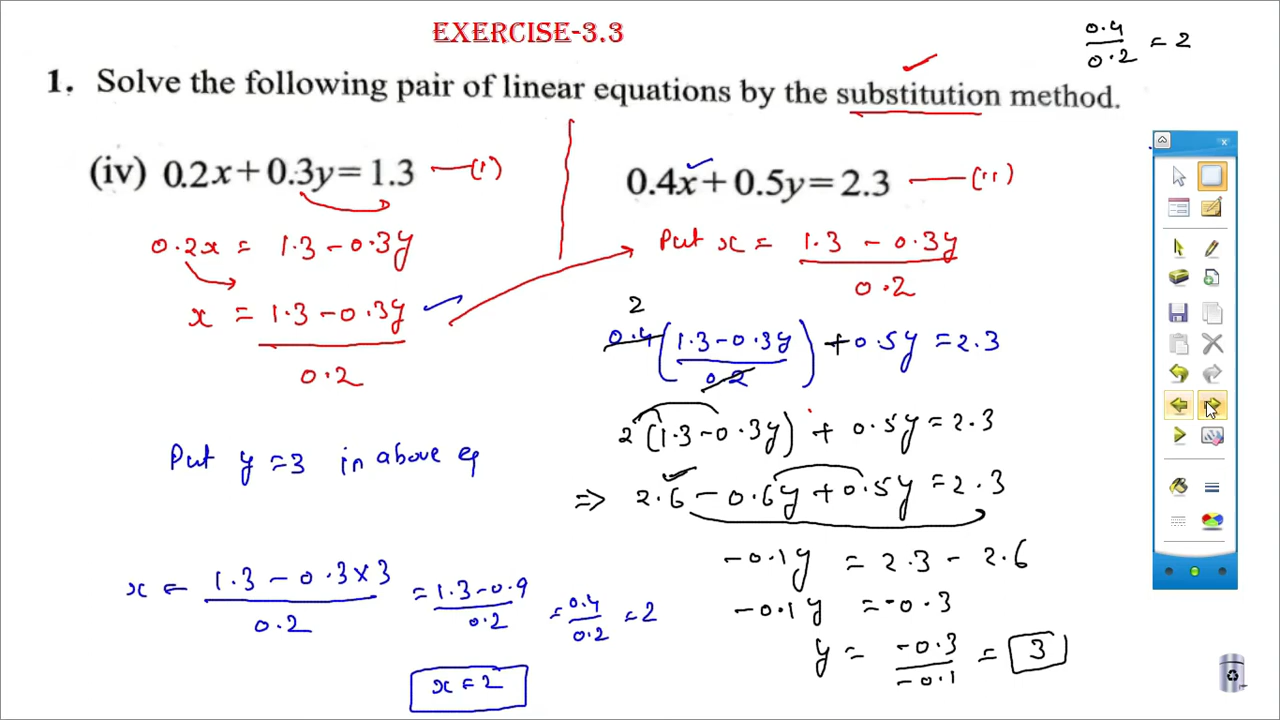 EXERCISE-3.3
0.4/0.2 = 2
1. Solve the following pair of linear equations by the substitution method.
(iv) 0.2x + 0.3y = 1.3 —(i)
0.4x + 0.5y = 2.3 —(ii)
0.2x = 1.3 - 0.3y
x = (1.3 - 0.3y)/0.2
Put x = (1.3 - 0.3y)/0.2
2
0.4((1.3 - 0.3y)/0.2) + 0.5y = 2.3
2(1.3 - 0.3y) + 0.5y = 2.3
Put y = 3 in above eq
=> 2.6 - 0.6y + 0.5y = 2.3
-0.1y = 2.3 - 2.6
-0.1y = -0.3
y = -0.3/-0.1 = 3
x = (1.3 - 0.3×3)/0.2 = (1.3 - 0.9)/0.2 = 0.4/0.2 = 2
x = 2